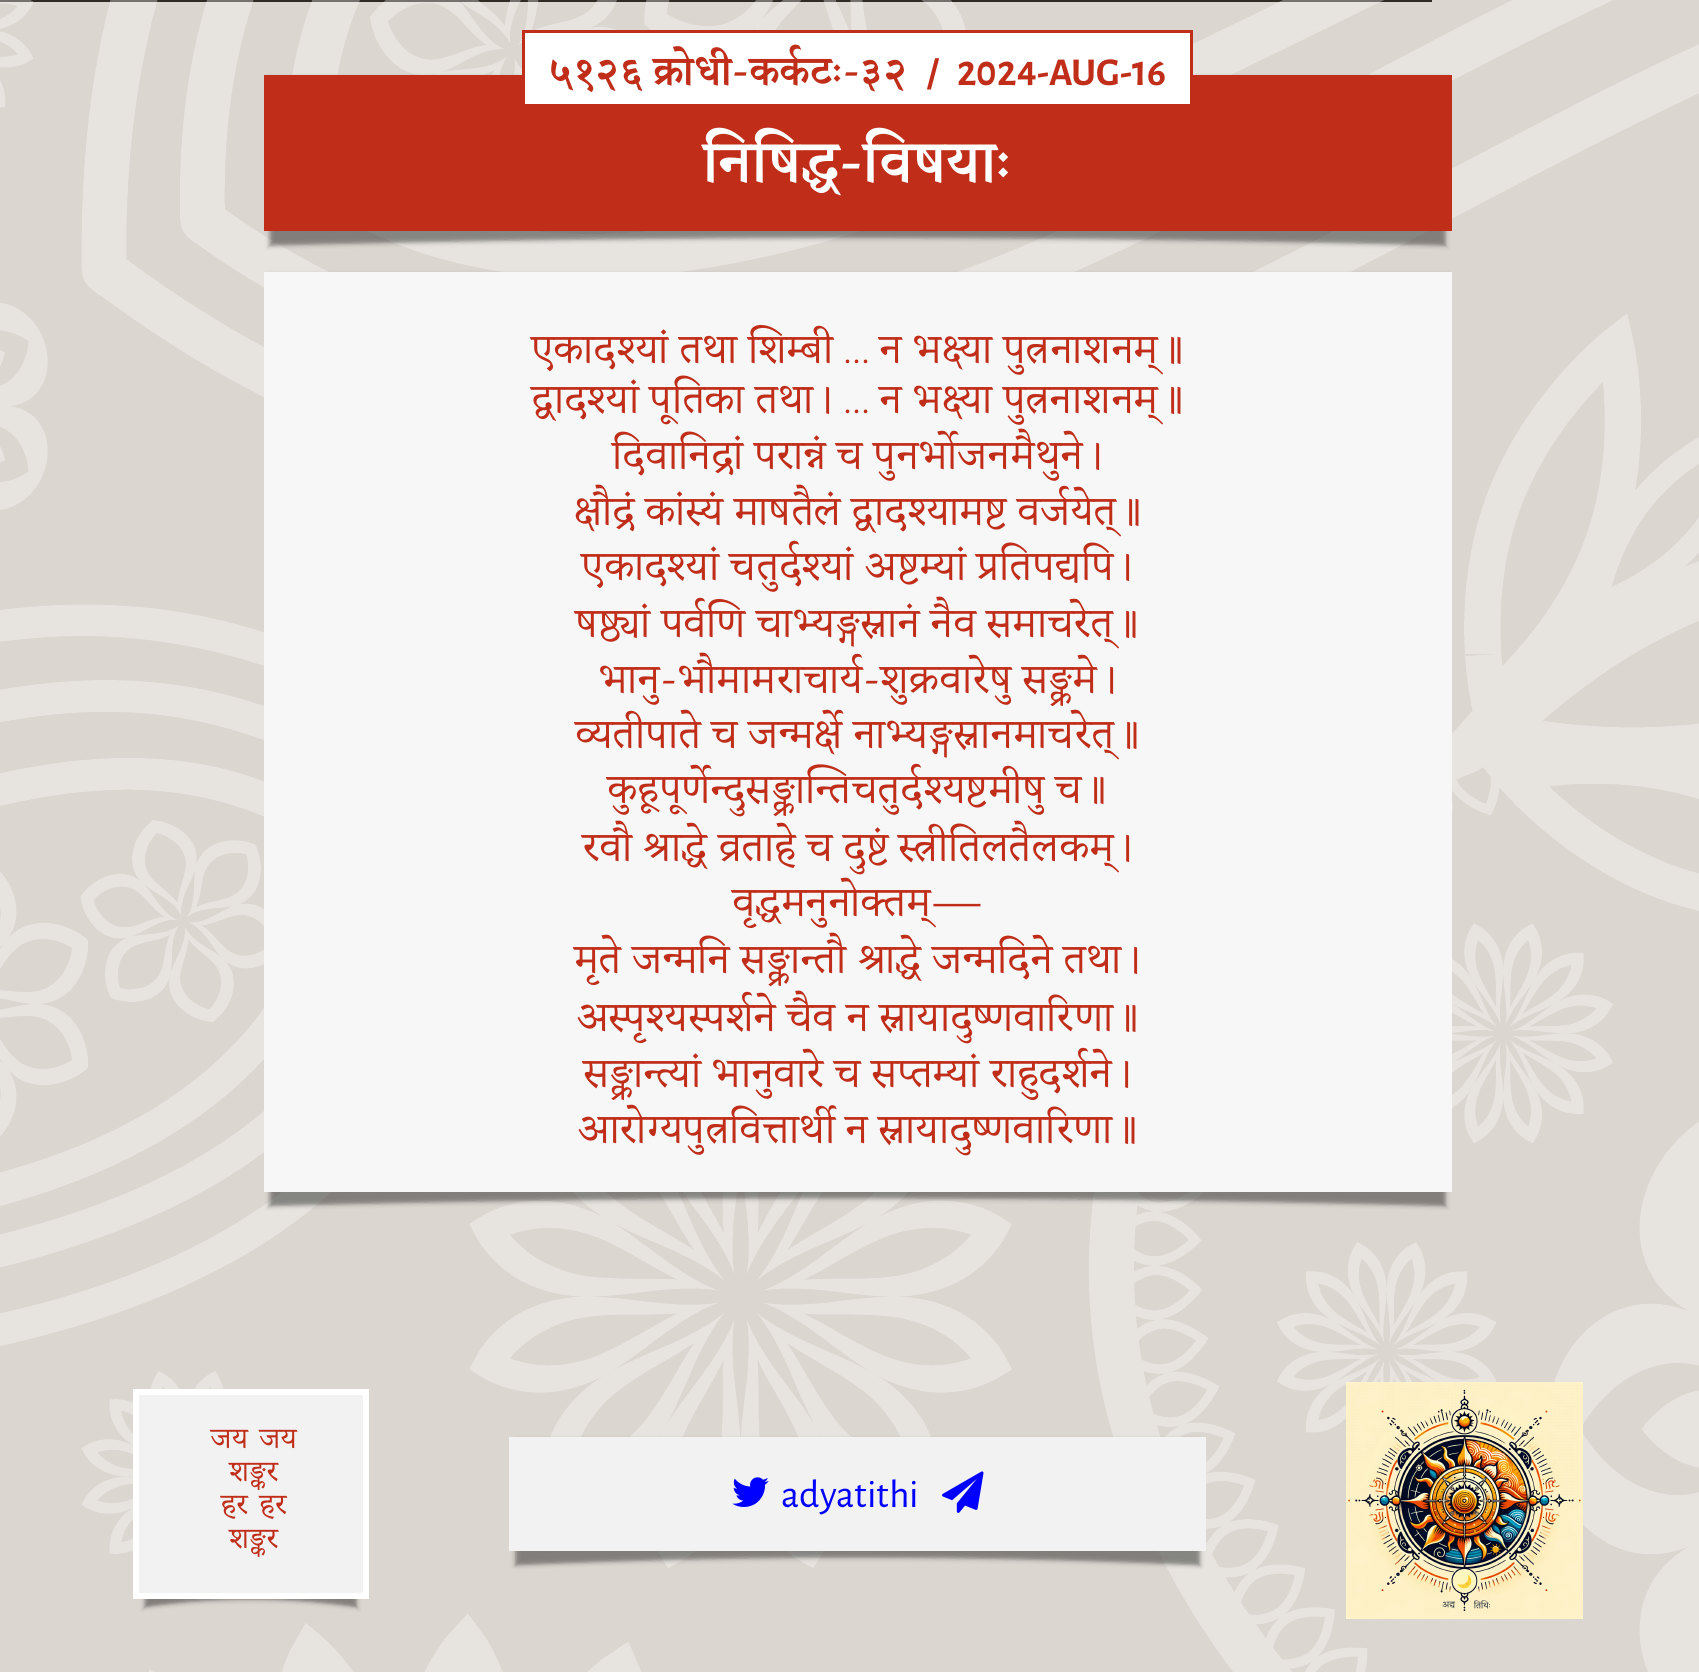 ५१२६ क्रोधी-कर्कटः-३२ / 2024-AUG-16
निषिद्ध-विषयाः
एकादश्यां तथा शिम्बी … न भक्ष्या पुत्रनाशनम्॥
द्वादश्यां पूतिका तथा। … न भक्ष्या पुत्रनाशनम्॥
दिवानिद्रां परान्नं च पुनर्भोजनमैथुने।
क्षौद्रं कांस्यं माषतैलं द्वादश्यामष्ट वर्जयेत्॥
एकादश्यां चतुर्दश्यां अष्टम्यां प्रतिपद्यपि।
षष्ठ्यां पर्वणि चाभ्यङ्गस्नानं नैव समाचरेत्॥
भानु-भौमामराचार्य-शुक्रवारेषु सङ्क्रमे।
व्यतीपाते च जन्मर्क्षे नाभ्यङ्गस्नानमाचरेत्॥
कुहूपूर्णेन्दुसङ्क्रान्तिचतुर्दश्यष्टमीषु च॥
रवौ श्राद्धे व्रताहे च दुष्टं स्त्रीतिलतैलकम्।
वृद्धमनुनोक्तम्—
मृते जन्मनि सङ्क्रान्तौ श्राद्धे जन्मदिने तथा।
अस्पृश्यस्पर्शने चैव न स्नायादुष्णवारिणा॥
सङ्क्रान्त्यां भानुवारे च सप्तम्यां राहुदर्शने।
आरोग्यपुत्रवित्तार्थी न स्नायादुष्णवारिणा॥
जय जय
शङ्कर
हर हर
शङ्कर
adyatithi
अद्य तिथिः